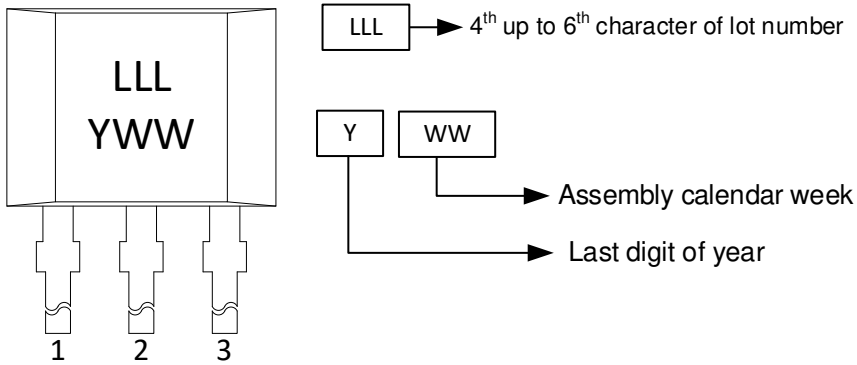 LLL
YWW
1 2 3
LLL 4th up to 6th character of lot number
Y WW
Assembly calendar week
Last digit of year